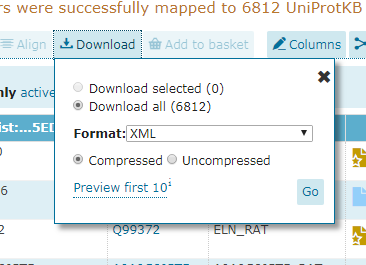 rs were successfully mapped to 6812 UniProtKB
Align Download Add to basket Columns
nly active
Download selected (0)
Download all (6812)
Format: XML
Compressed Uncompressed
Preview first 10 i
Go
ist:...5ED
0
6
2 Q99372 ELN_RAT